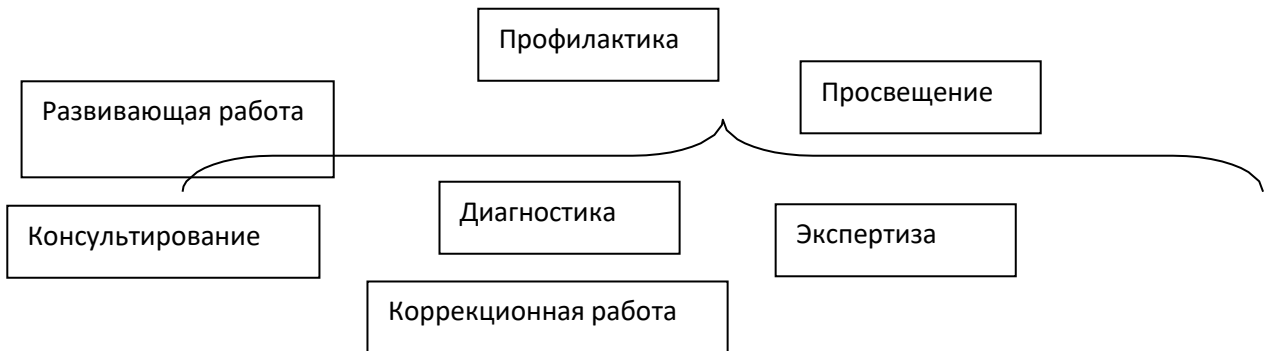 Профилактика
Просвещение
Развивающая работа
Диагностика
Экспертиза
Консультирование
Коррекционная работа